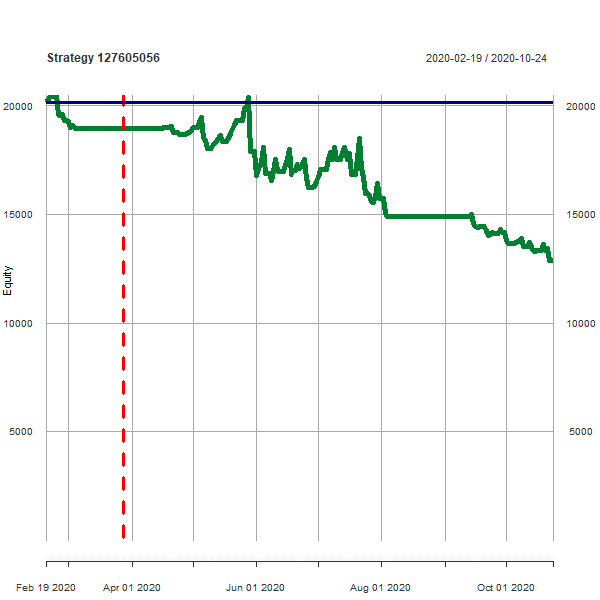 Strategy 127605056
2020-02-19 / 2020-10-24
20000
20000
15000
15000
Equity
10000
10000
5000
5000
Feb 19 2020
Apr 01 2020
Jun 01 2020
Aug 01 2020
Oct 01 2020